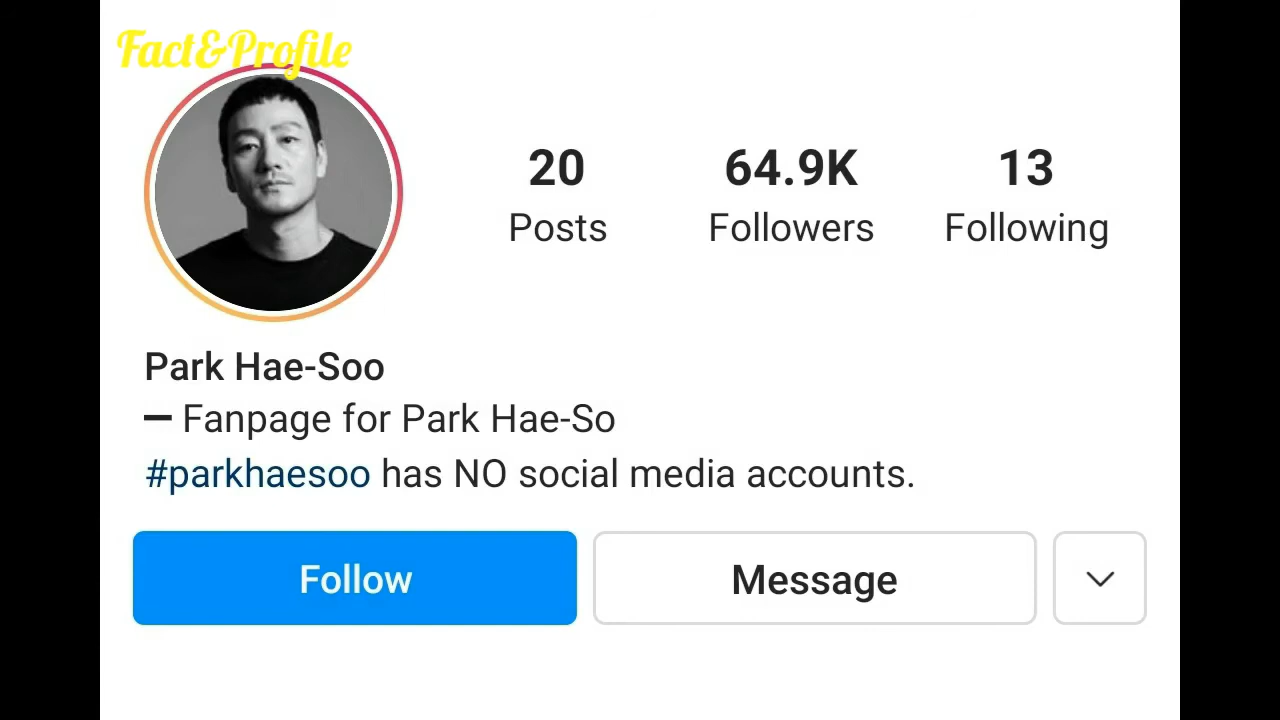 Fact&Profile
20
64.9K
13
Posts
Followers
Following
Park Hae-Soo
— Fanpage for Park Hae-So
#parkhaesoo has NO social media accounts.
Follow
Message